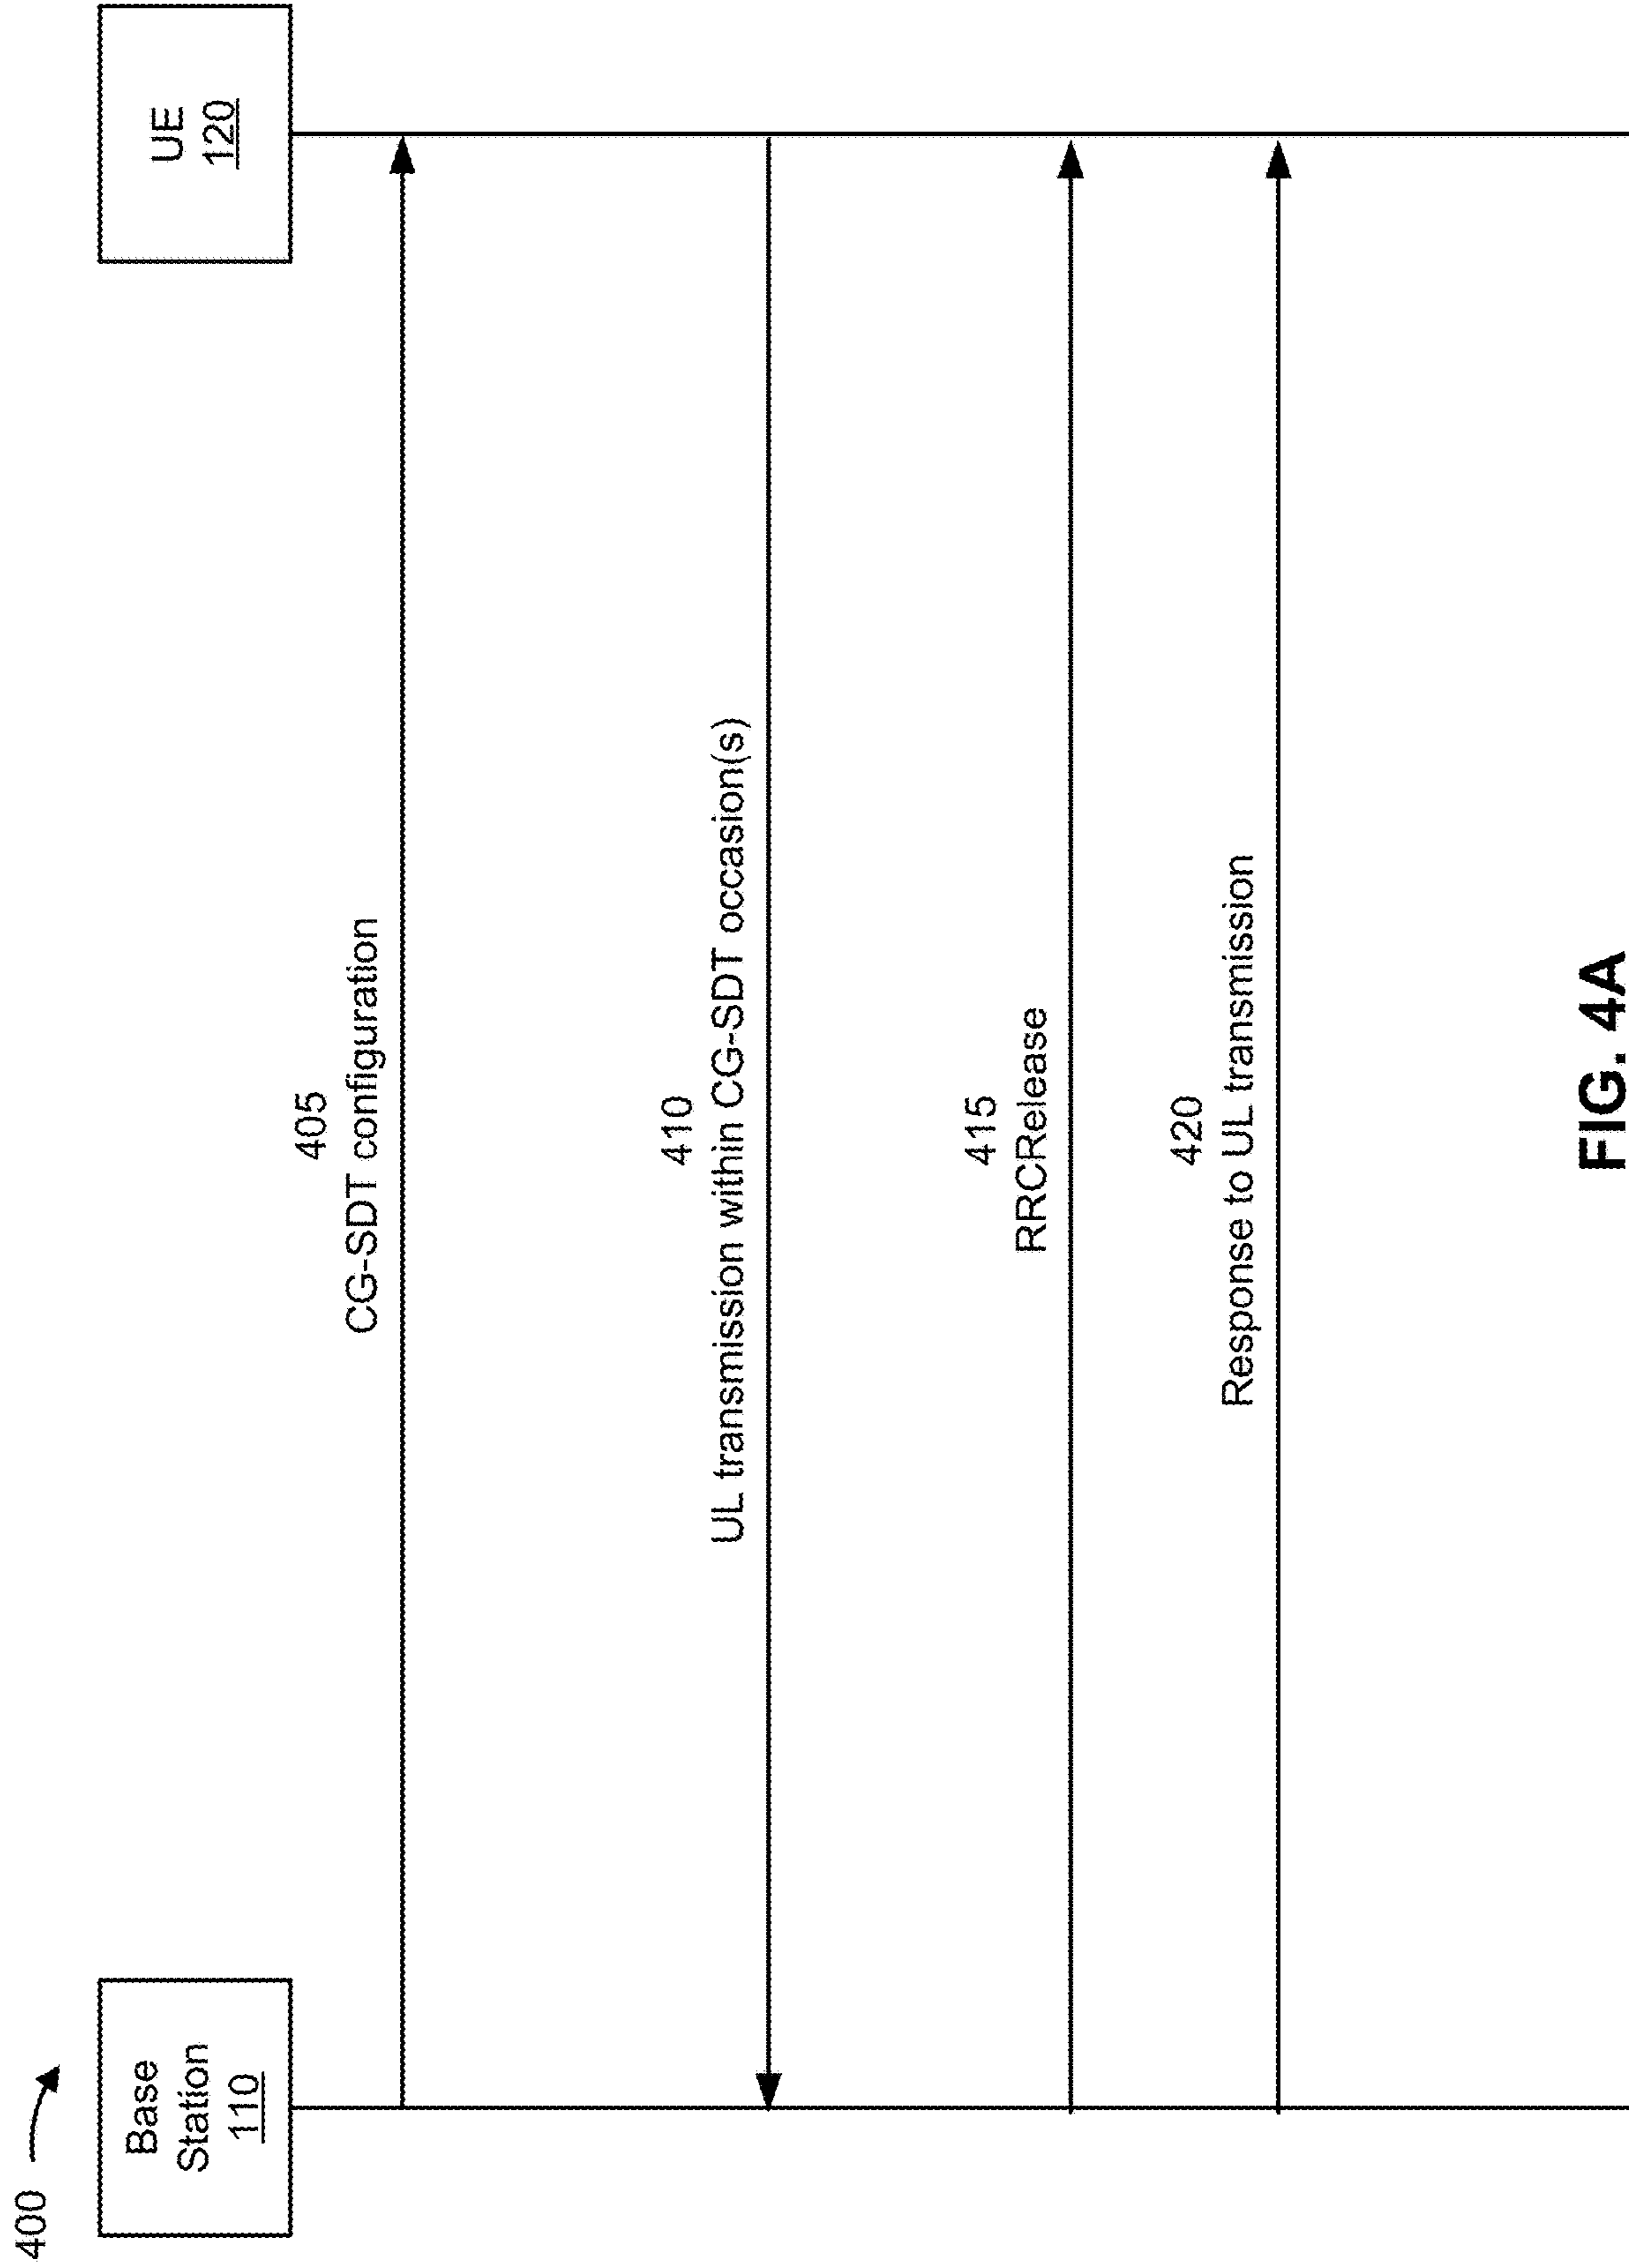 400
Base
Station
110
UE
120
405
CG-SDT configuration
410
UL transmission within CG-SDT occasion(s)
415
RRCRelease
420
Response to UL transmission
FIG. 4A